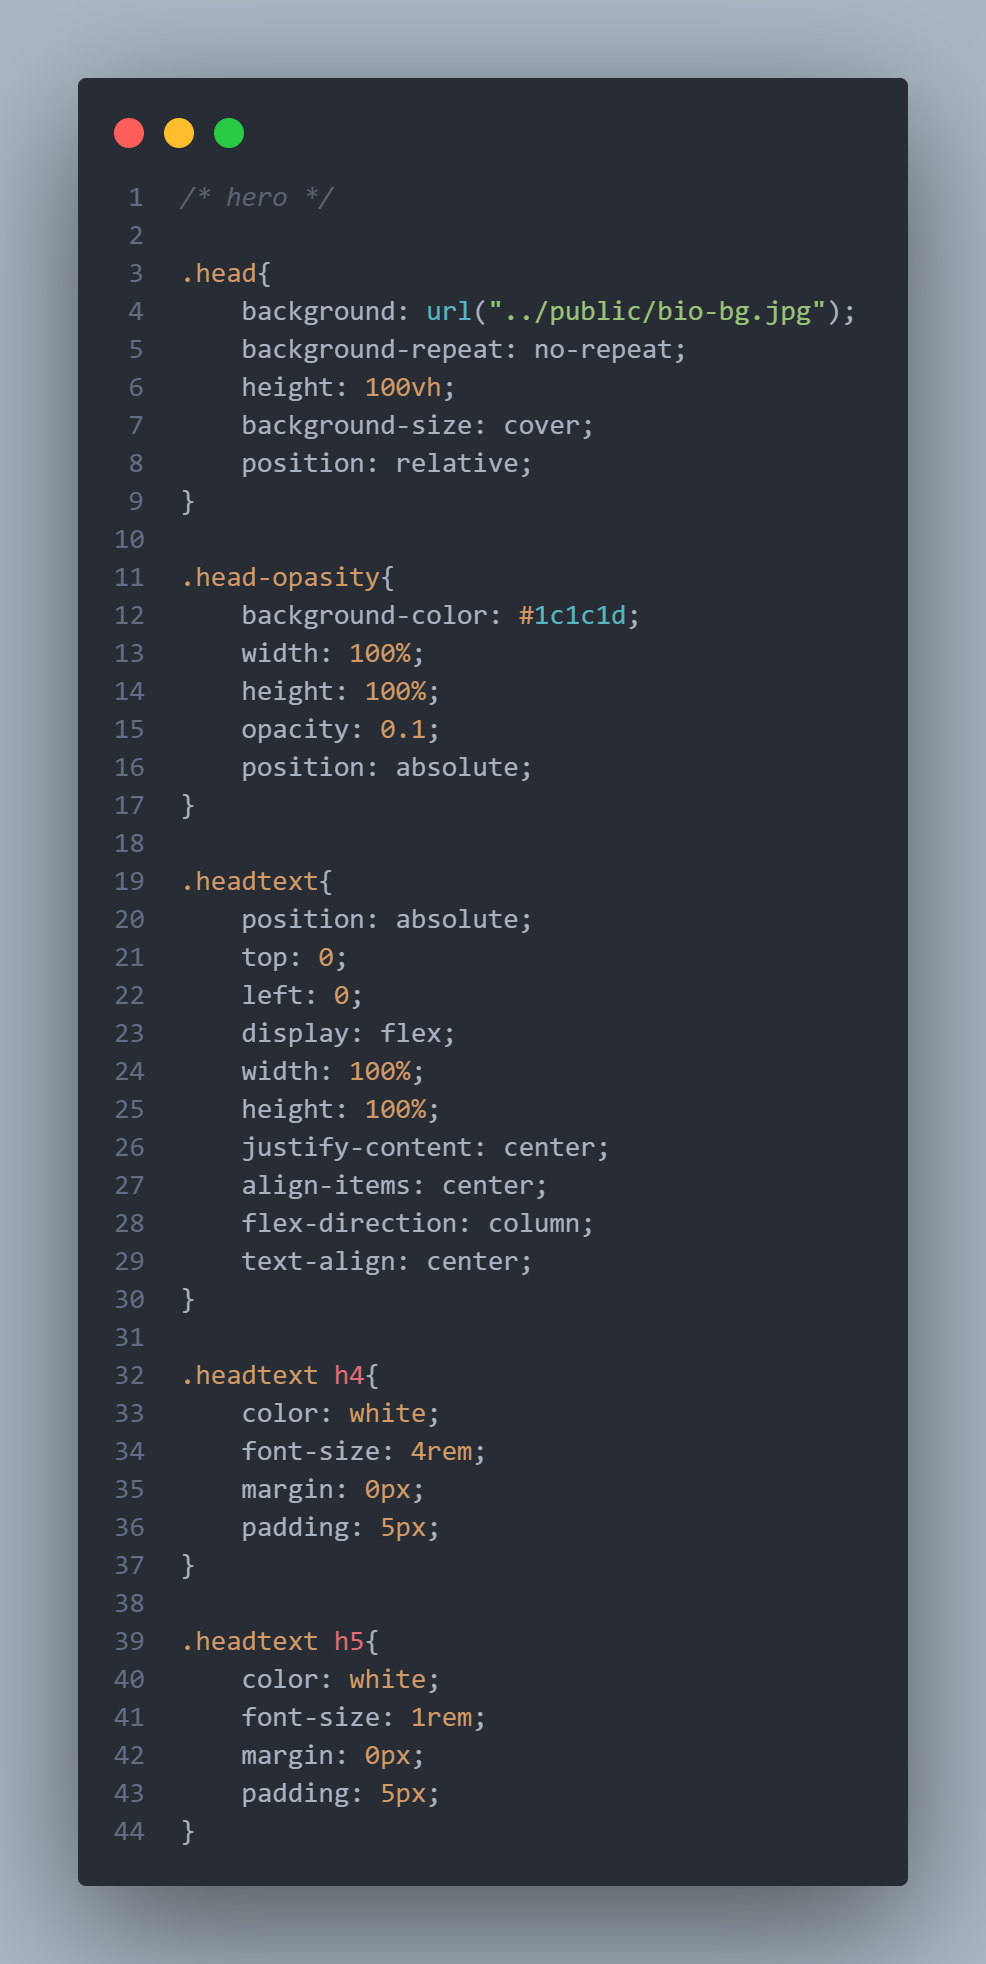 1 /* hero */
2
3 .head{
4     background: url("../public/bio-bg.jpg");
5     background-repeat: no-repeat;
6     height: 100vh;
7     background-size: cover;
8     position: relative;
9 }
10
11 .head-opasity{
12     background-color: #1c1c1d;
13     width: 100%;
14     height: 100%;
15     opacity: 0.1;
16     position: absolute;
17 }
18
19 .headtext{
20     position: absolute;
21     top: 0;
22     left: 0;
23     display: flex;
24     width: 100%;
25     height: 100%;
26     justify-content: center;
27     align-items: center;
28     flex-direction: column;
29     text-align: center;
30 }
31
32 .headtext h4{
33     color: white;
34     font-size: 4rem;
35     margin: 0px;
36     padding: 5px;
37 }
38
39 .headtext h5{
40     color: white;
41     font-size: 1rem;
42     margin: 0px;
43     padding: 5px;
44 }